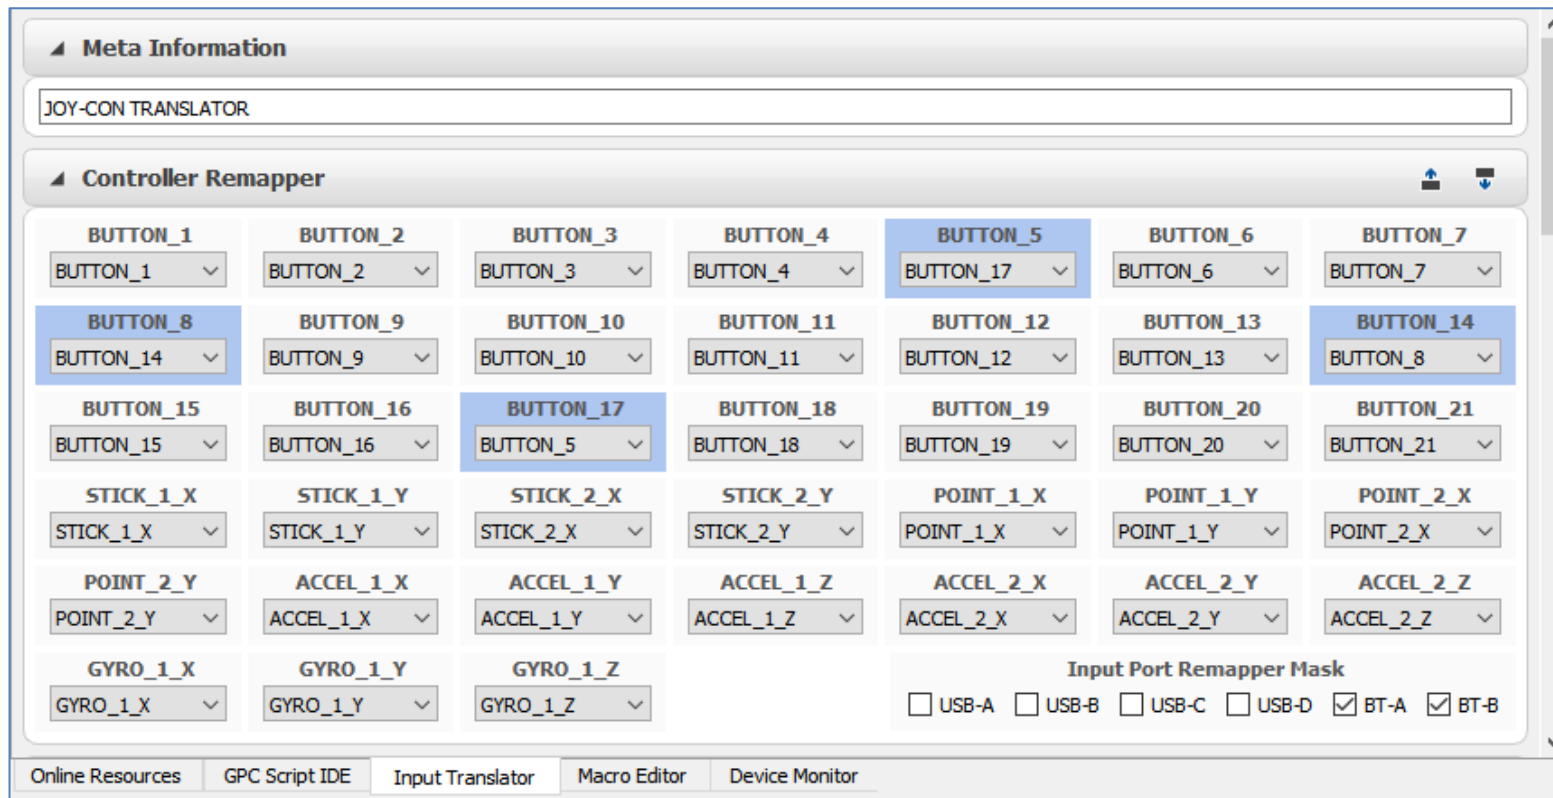 Meta Information
JOY-CON TRANSLATOR
Controller Remapper
BUTTON_1 BUTTON_2 BUTTON_3 BUTTON_4 BUTTON_5 BUTTON_6 BUTTON_7
BUTTON_1 BUTTON_2 BUTTON_3 BUTTON_4 BUTTON_17 BUTTON_6 BUTTON_7
BUTTON_8 BUTTON_9 BUTTON_10 BUTTON_11 BUTTON_12 BUTTON_13 BUTTON_14
BUTTON_14 BUTTON_9 BUTTON_10 BUTTON_11 BUTTON_12 BUTTON_13 BUTTON_8
BUTTON_15 BUTTON_16 BUTTON_17 BUTTON_18 BUTTON_19 BUTTON_20 BUTTON_21
BUTTON_15 BUTTON_16 BUTTON_5 BUTTON_18 BUTTON_19 BUTTON_20 BUTTON_21
STICK_1_X STICK_1_Y STICK_2_X STICK_2_Y POINT_1_X POINT_1_Y POINT_2_X
STICK_1_X STICK_1_Y STICK_2_X STICK_2_Y POINT_1_X POINT_1_Y POINT_2_X
POINT_2_Y ACCEL_1_X ACCEL_1_Y ACCEL_1_Z ACCEL_2_X ACCEL_2_Y ACCEL_2_Z
POINT_2_Y ACCEL_1_X ACCEL_1_Y ACCEL_1_Z ACCEL_2_X ACCEL_2_Y ACCEL_2_Z
GYRO_1_X GYRO_1_Y GYRO_1_Z Input Port Remapper Mask
GYRO_1_X GYRO_1_Y GYRO_1_Z USB-A USB-B USB-C USB-D BT-A BT-B
Online Resources GPC Script IDE Input Translator Macro Editor Device Monitor